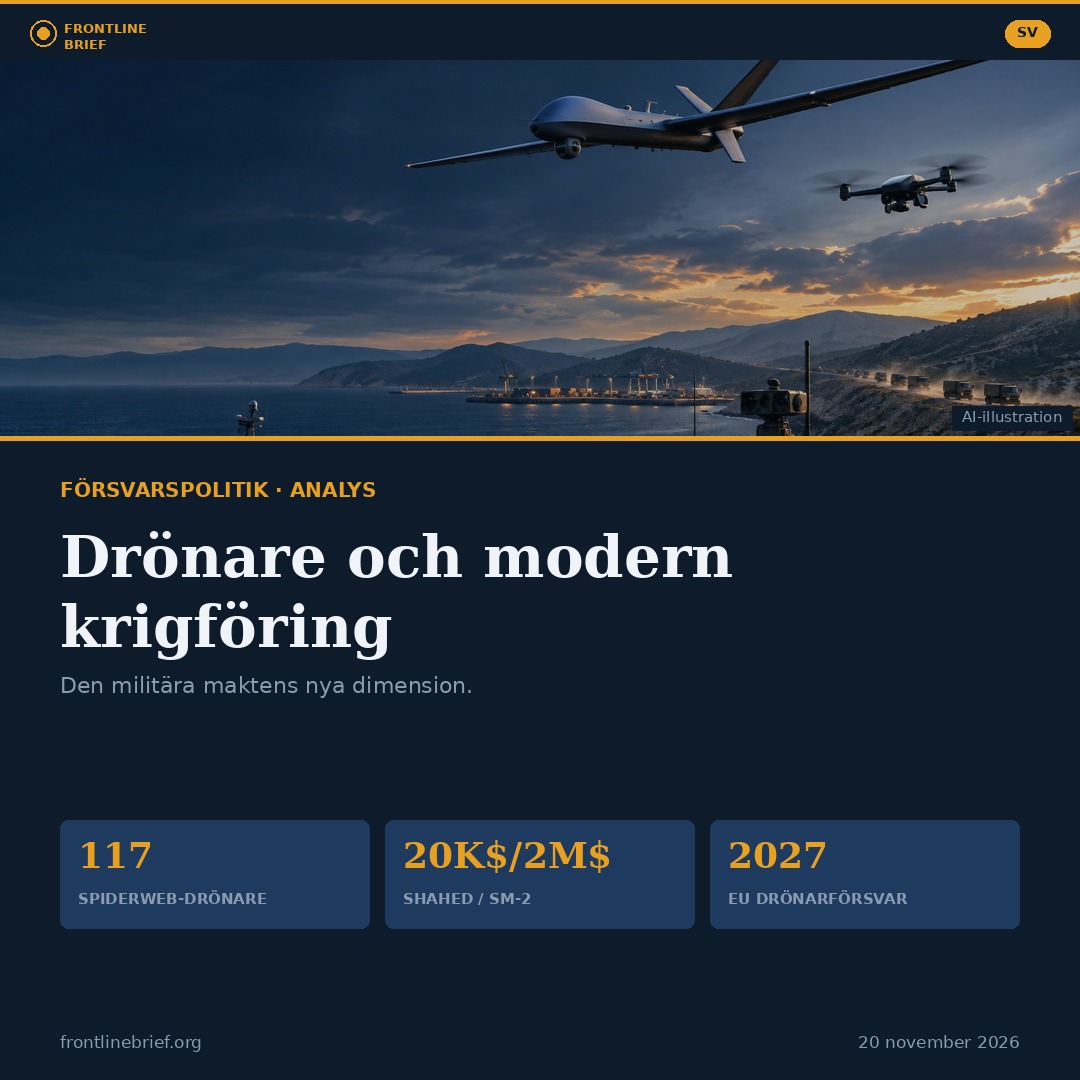 FRONTLINE
BRIEF
SV
AI-illustration
FÖRSVARSPOLITIK · ANALYS
Drönare och modern
krigföring
Den militära maktens nya dimension.
117
SPIDERWEB-DRÖNARE
20K$/2M$
SHAHED / SM-2
2027
EU DRÖNARFÖRSVAR
frontlinebrief.org
20 november 2026